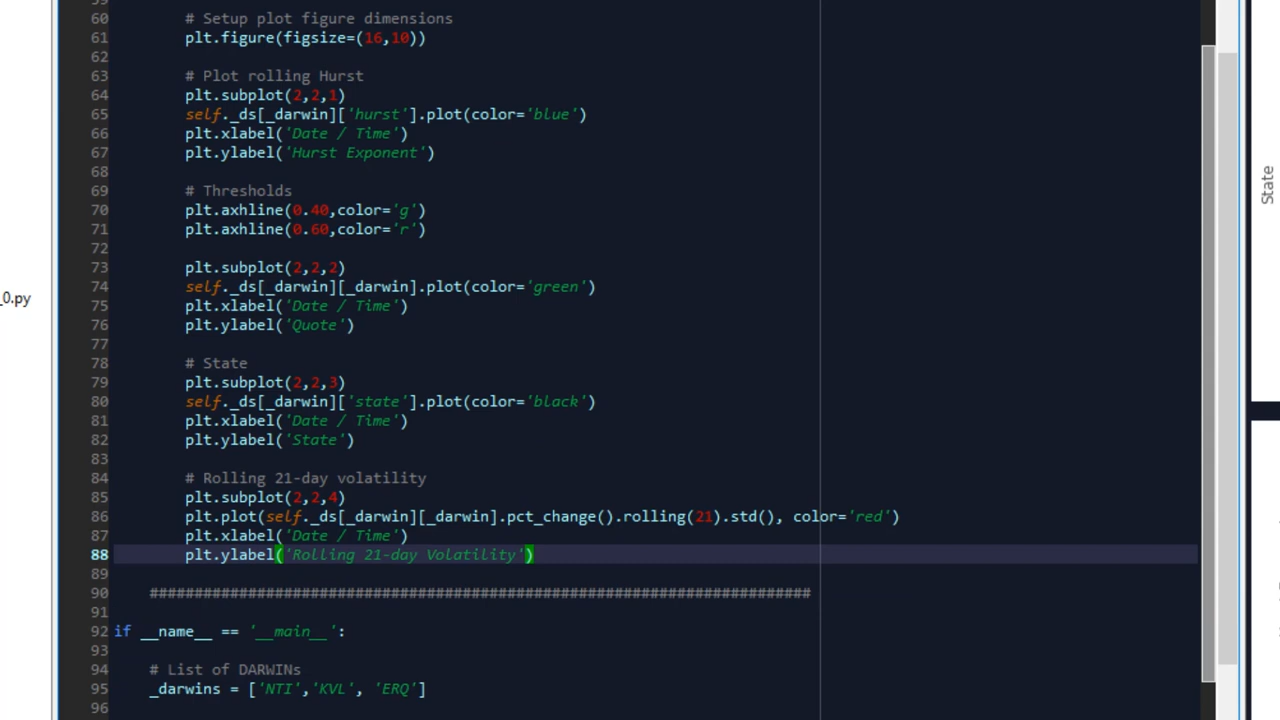 60 # Setup plot figure dimensions
61 plt.figure(figsize=(16,10))
62
63 # Plot rolling Hurst
64 plt.subplot(2,2,1)
65 self._ds[_darwin]['hurst'].plot(color='blue')
66 plt.xlabel('Date / Time')
67 plt.ylabel('Hurst Exponent')
68
69 # Thresholds
70 plt.axhline(0.40,color='g')
71 plt.axhline(0.60,color='r')
72
73 plt.subplot(2,2,2)
74 self._ds[_darwin][_darwin].plot(color='green')
75 plt.xlabel('Date / Time')
76 plt.ylabel('Quote')
77
78 # State
79 plt.subplot(2,2,3)
80 self._ds[_darwin]['state'].plot(color='black')
81 plt.xlabel('Date / Time')
82 plt.ylabel('State')
83
84 # Rolling 21-day volatility
85 plt.subplot(2,2,4)
86 plt.plot(self._ds[_darwin][_darwin].pct_change().rolling(21).std(), color='red')
87 plt.xlabel('Date / Time')
88 plt.ylabel('Rolling 21-day Volatility')
89
90 ##########################################################################
91
92 if __name__ == '__main__':
93
94 # List of DARWINs
95 _darwins = ['NTI','KVL', 'ERQ']
96
_0.py
State